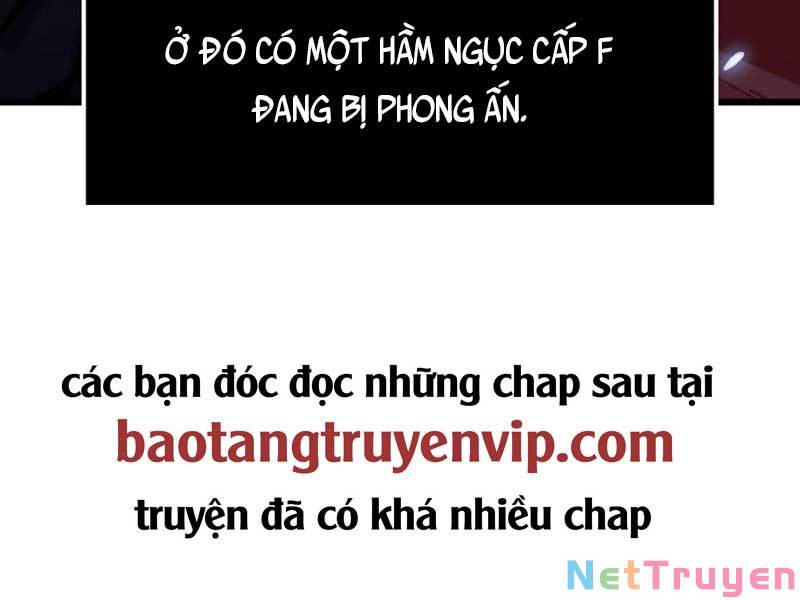 Ở ĐÓ CÓ MỘT HẦM NGỤC CẤP F
ĐANG BỊ PHONG ẤN.
các bạn đóc đọc những chap sau tại
baotangtruyenvip.com
truyện đã có khá nhiều chap
NetTruyen